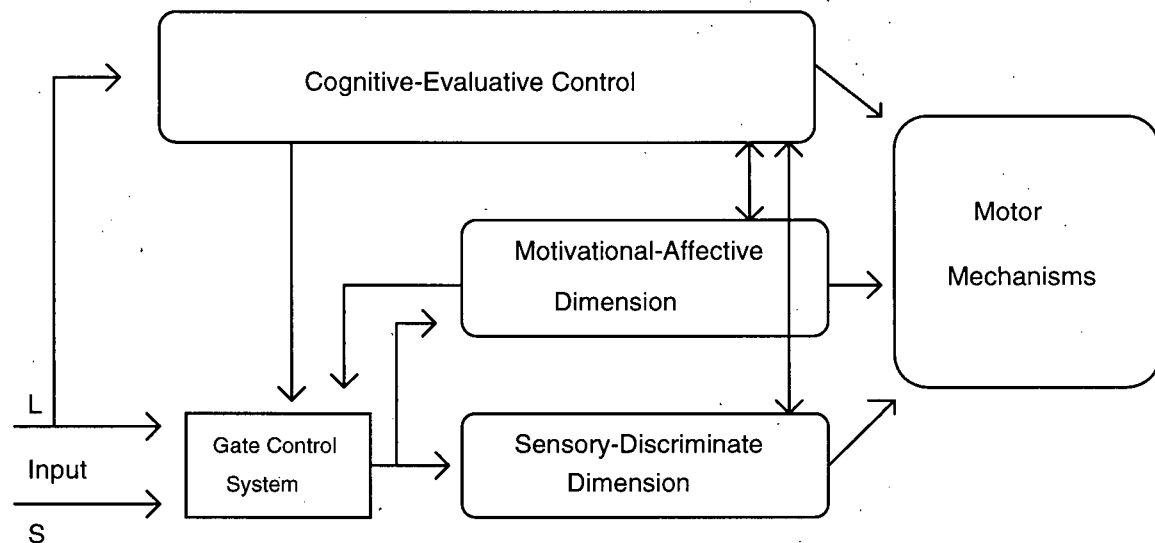 Cognitive-Evaluative Control
Motivational-Affective
Dimension
Motor
Mechanisms
L
Input
S
Gate Control
System
Sensory-Discriminate
Dimension